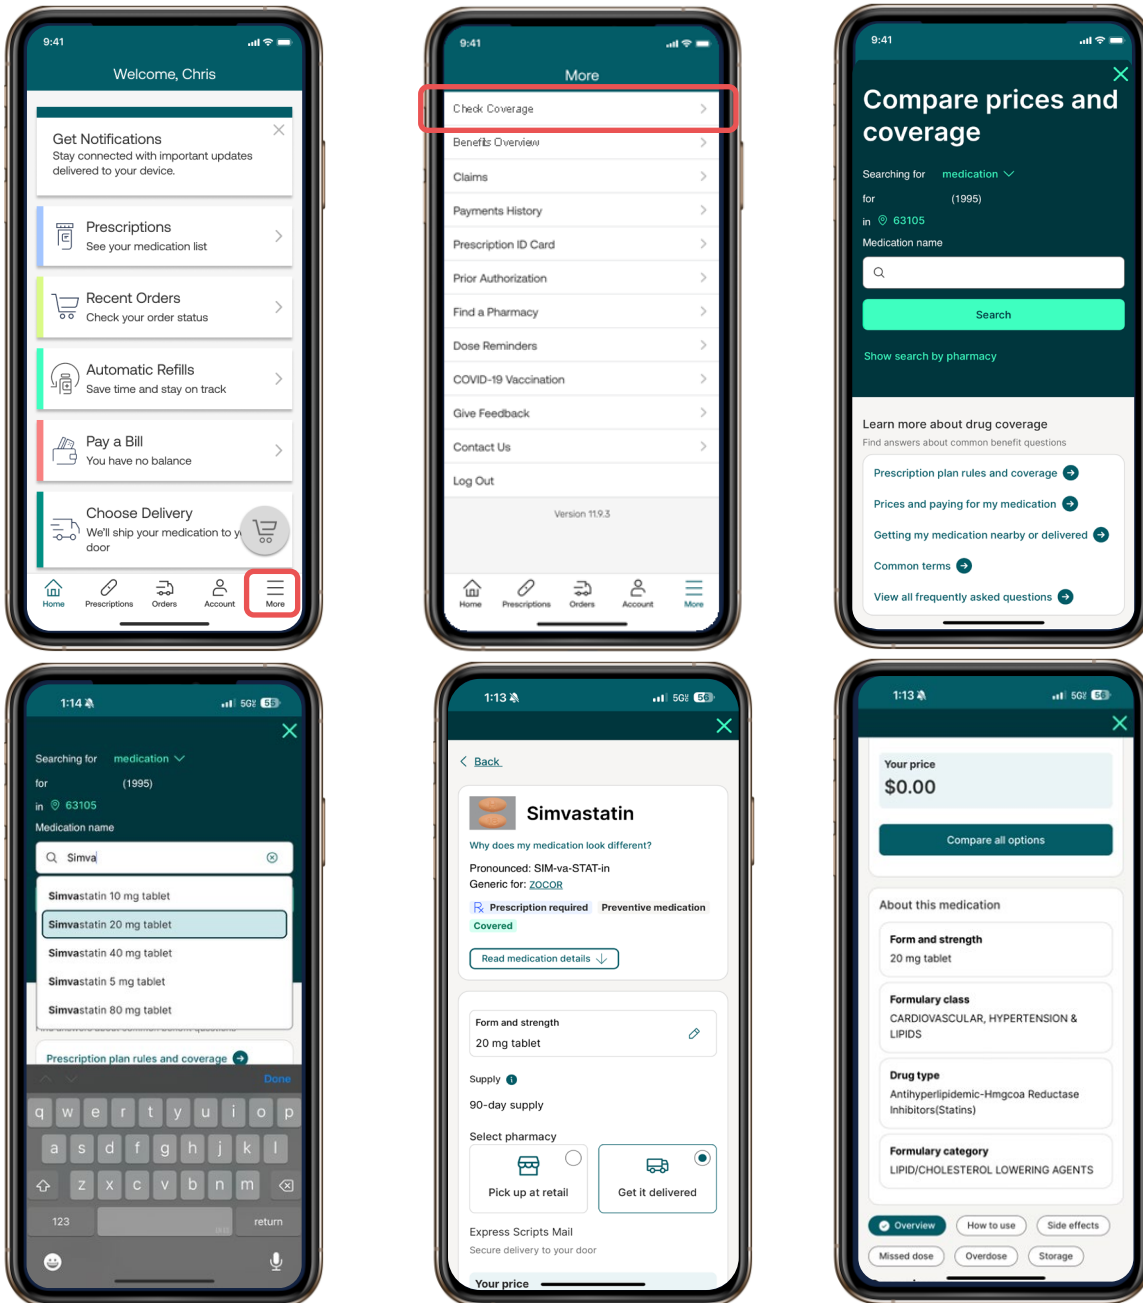 9:41
Welcome, Chris
Get Notifications
Stay connected with important updates
delivered to your device.
Prescriptions
See your medication list
Recent Orders
Check your order status
Automatic Refills
Save time and stay on track
Pay a Bill
You have no balance
Choose Delivery
We'll ship your medication to y
door
Home Prescriptions Orders Account More
9:41
More
Check Coverage
Benefits Overview
Claims
Payments History
Prescription ID Card
Prior Authorization
Find a Pharmacy
Dose Reminders
COVID-19 Vaccination
Give Feedback
Contact Us
Log Out
Version 11.9.3
Home Prescriptions Orders Account More
9:41
Compare prices and
coverage
Searching for medication
for (1995)
in 63105
Medication name
Search
Show search by pharmacy
Learn more about drug coverage
Find answers about common benefit questions
Prescription plan rules and coverage
Prices and paying for my medication
Getting my medication nearby or delivered
Common terms
View all frequently asked questions
1:14 5G 55
Searching for medication
for (1995)
in 63105
Medication name
Simva
Simvastatin 10 mg tablet
Simvastatin 20 mg tablet
Simvastatin 40 mg tablet
Simvastatin 5 mg tablet
Simvastatin 80 mg tablet
Find answers about common benefit questions
Prescription plan rules and coverage
Done
q w e r t y u i o p
a s d f g h j k l
z x c v b n m
123 return
1:13 5G 56
Back
Simvastatin
Why does my medication look different?
Pronounced: SIM-va-STAT-in
Generic for: ZOCOR
Rx Prescription required Preventive medication
Covered
Read medication details
Form and strength
20 mg tablet
Supply
90-day supply
Select pharmacy
Pick up at retail Get it delivered
Express Scripts Mail
Secure delivery to your door
Your price
1:13 5G 56
Your price
$0.00
Compare all options
About this medication
Form and strength
20 mg tablet
Formulary class
CARDIOVASCULAR, HYPERTENSION &
LIPIDS
Drug type
Antihyperlipidemic-Hmgcoa Reductase
Inhibitors(Statins)
Formulary category
LIPID/CHOLESTEROL LOWERING AGENTS
Overview How to use Side effects
Missed dose Overdose Storage